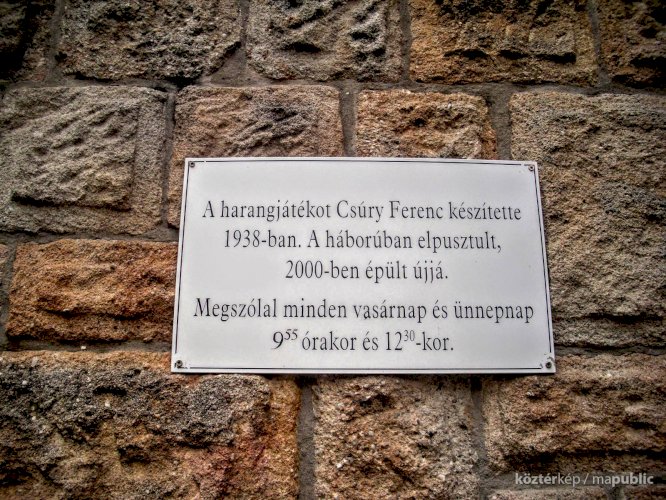 A harangjátékot Csúry Ferenc készítette
1938-ban. A háborúban elpusztult,
2000-ben épült újjá.
Megszólal minden vasárnap és ünnepnap
9⁵⁵ órakor és 12³⁰-kor.
köztérkép / mapublic